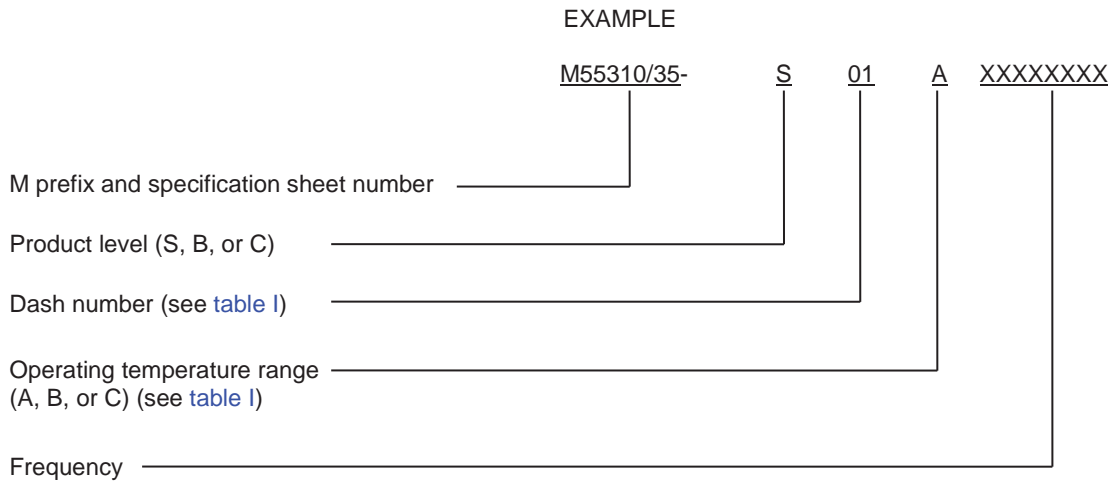 EXAMPLE
M55310/35- S 01 A XXXXXXXX
M prefix and specification sheet number
Product level (S, B, or C)
Dash number (see table I)
Operating temperature range
(A, B, or C) (see table I)
Frequency